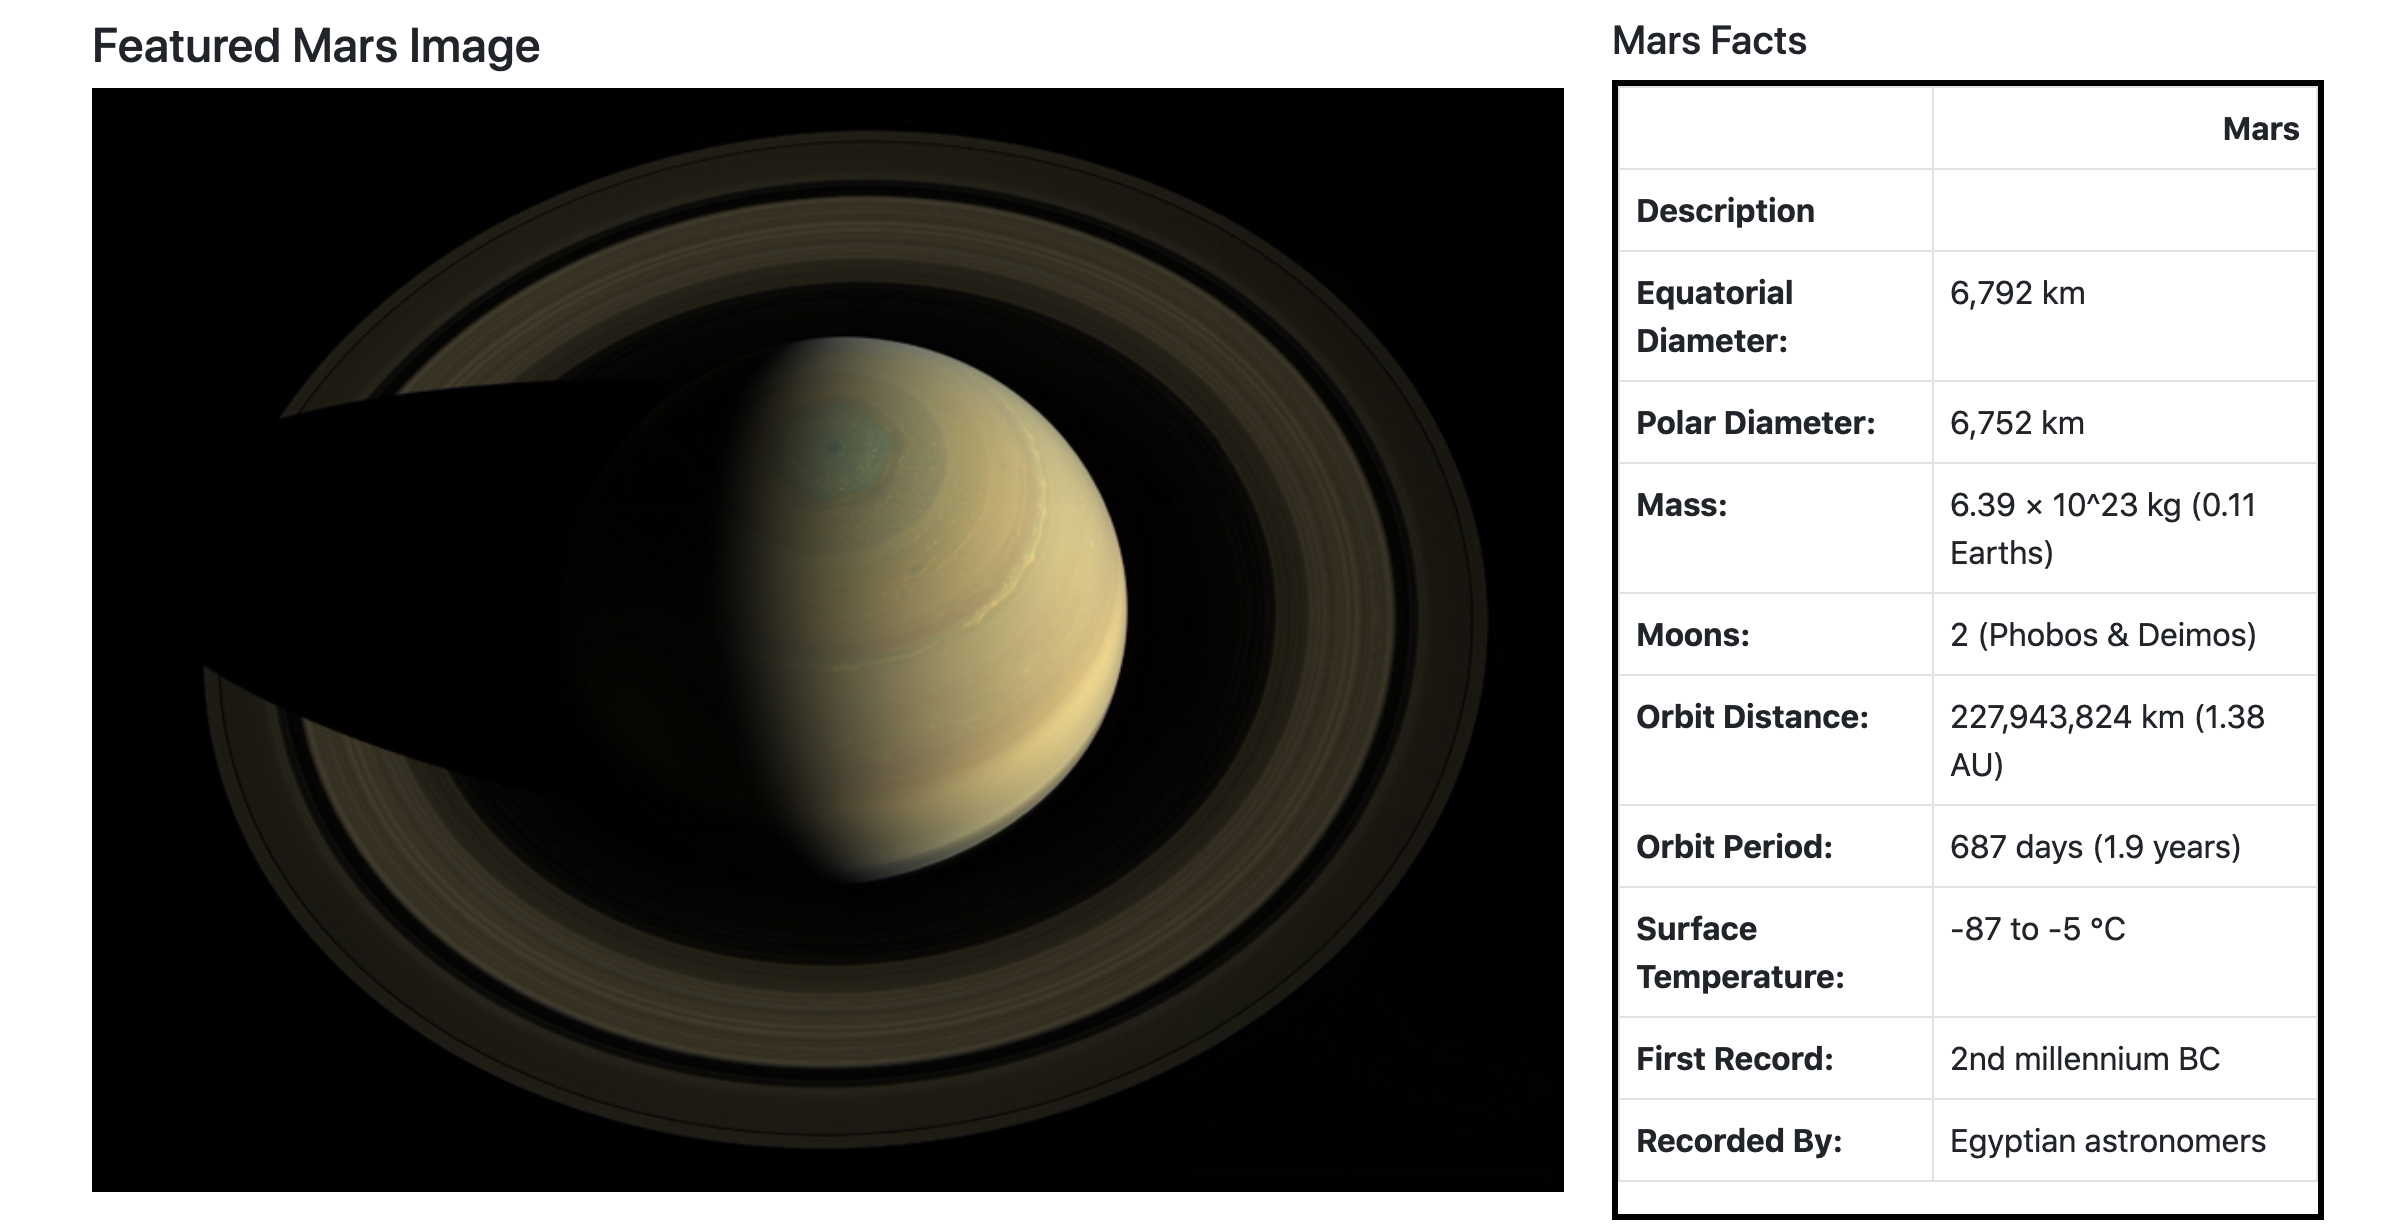 Featured Mars Image
Mars Facts
Mars
Description
Equatorial
Diameter:
6,792 km
Polar Diameter:
6,752 km
Mass:
6.39 × 10^23 kg (0.11
Earths)
Moons:
2 (Phobos & Deimos)
Orbit Distance:
227,943,824 km (1.38
AU)
Orbit Period:
687 days (1.9 years)
Surface
Temperature:
-87 to -5 °C
First Record:
2nd millennium BC
Recorded By:
Egyptian astronomers